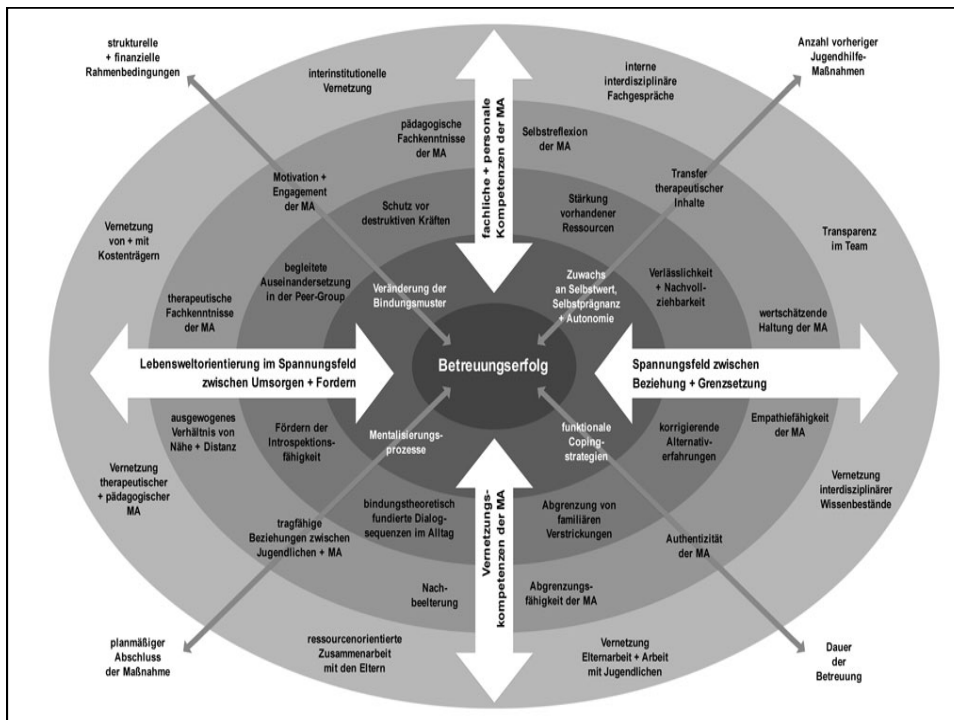 strukturelle
+ finanzielle
Rahmenbedingungen
interinstitutionelle
Vernetzung
interne
interdisziplinäre
Fachgespräche
Anzahl vorheriger
Jugendhilfe-
Maßnahmen
pädagogische
Fachkenntnisse
der MA
fachliche + personale
Kompetenzen der MA
Selbstreflexion
der MA
Motivation +
Engagement
der MA
Transfer
therapeutischer
Inhalte
Schutz vor
destruktiven Kräften
Stärkung
vorhandener
Ressourcen
Vernetzung
von + mit
Kostenträgern
Transparenz
im Team
begleitete
Auseinandersetzung
in der Peer-Group
Veränderung der
Bindungsmuster
Zuwachs
an Selbstwert,
Selbstprägnanz
+ Autonomie
Verlässlichkeit
+ Nachvoll-
ziehbarkeit
therapeutische
Fachkenntnisse
der MA
wertschätzende
Haltung der MA
Lebensweltorientierung im Spannungsfeld
zwischen Umsorgen + Fordern
Betreuungserfolg
Spannungsfeld zwischen
Beziehung + Grenzsetzung
ausgewogenes
Verhältnis von
Nähe + Distanz
Fördern der
Introspektions-
fähigkeit
Mentalisierungs-
prozesse
funktionale
Coping-
strategien
korrigierende
Alternativ-
erfahrungen
Empathiefähigkeit
der MA
Vernetzung
therapeutischer
+ pädagogischer
MA
Vernetzung
interdisziplinärer
Wissenbestände
bindungstheoretisch
fundierte Dialog-
sequenzen im Alltag
Vernetzungs-
kompetenzen der MA
Abgrenzung von
familiären
Verstrickungen
tragfähige
Beziehungen zwischen
Jugendlichen + MA
Authentizität
der MA
Nach-
beelterung
Abgrenzungs-
fähigkeit der MA
planmäßiger
Abschluss
der Maßnahme
ressourcenorientierte
Zusammenarbeit
mit den Eltern
Vernetzung
Elternarbeit + Arbeit
mit Jugendlichen
Dauer
der
Betreuung